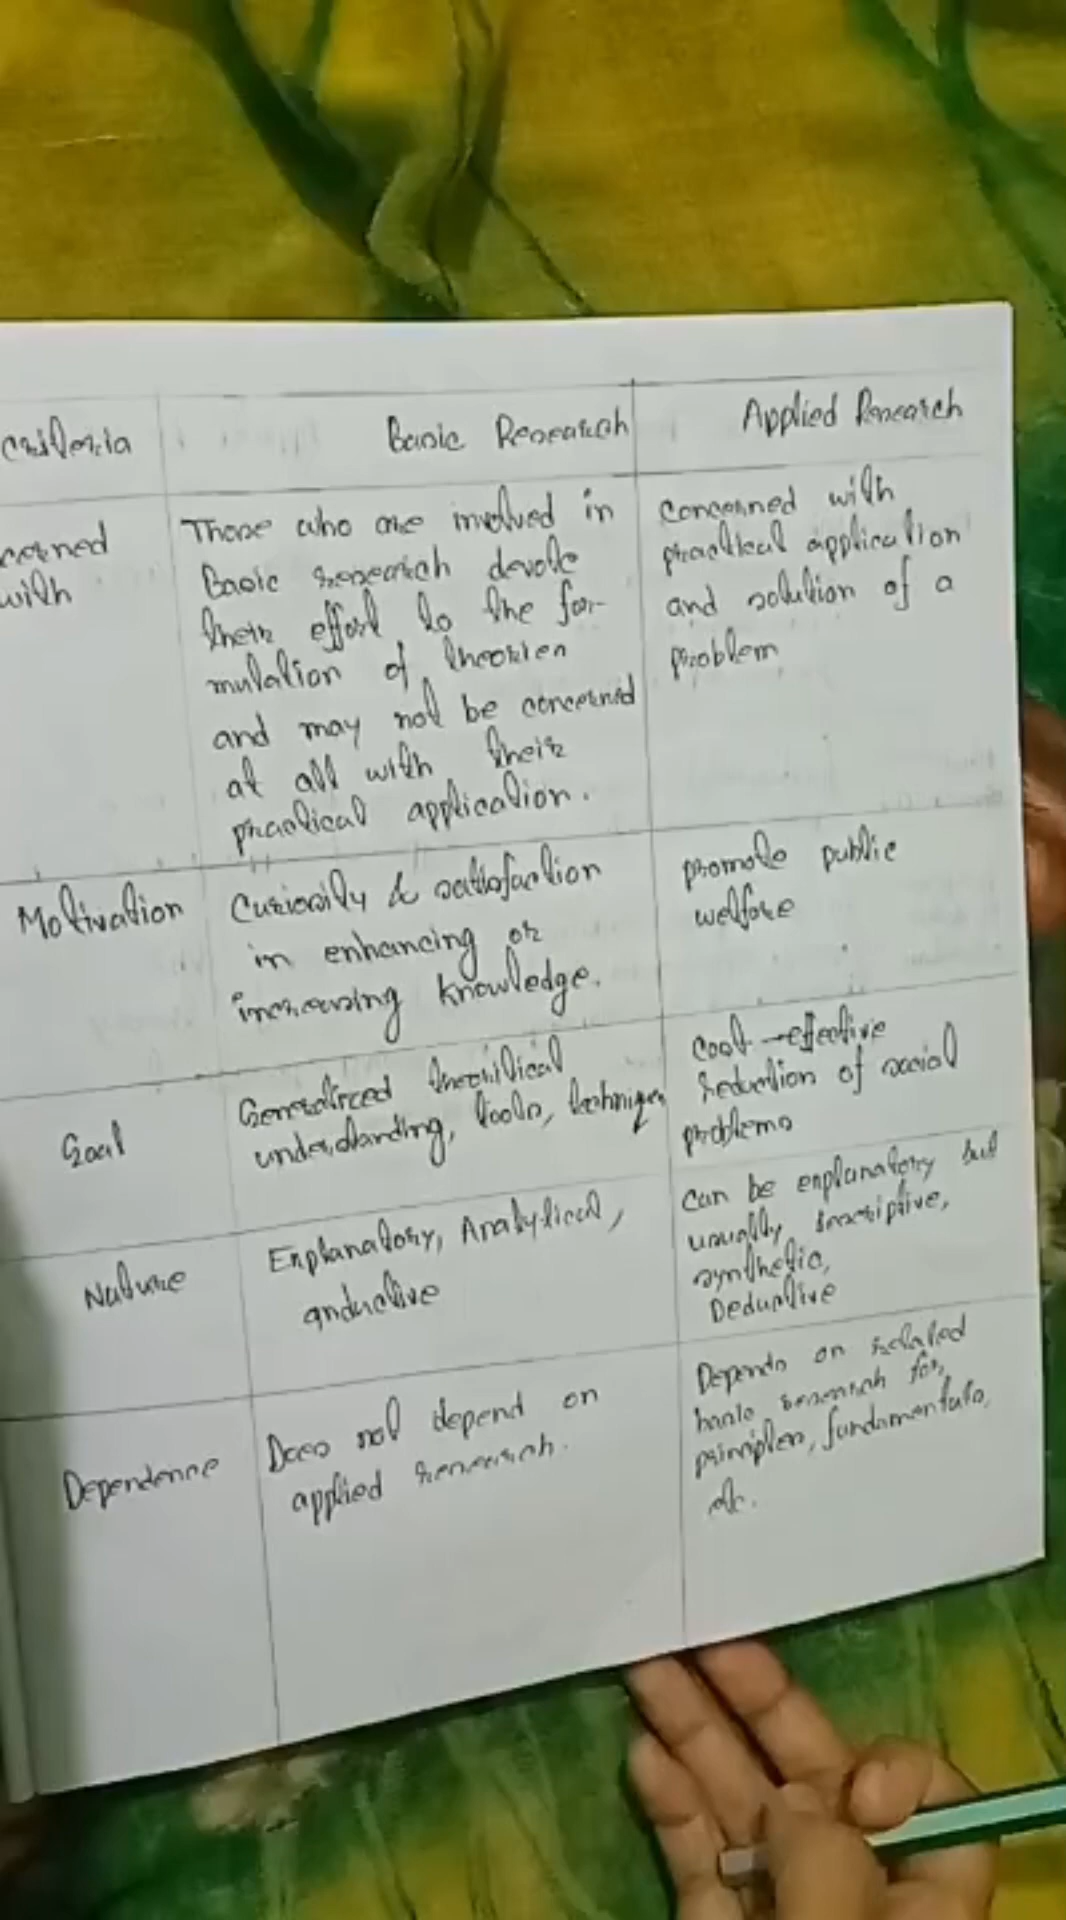 Criteria
Basic Research
Applied Research
cerned
with
Those who are involved in
Basic research devote
their effort to the for-
mulation of theories
and may not be concerned
at all with their
practical application.
concerned with
practical application
and solution of a
problem
Motivation
Curiosity & satisfaction
in enhancing or
increasing knowledge.
promote public
welfare
Goal
Generalized
understanding, tools,
Cost-effective
reduction of social
problems
Nature
Explanatory, Analytical,
inductive
Can be explanatory but
usually descriptive,
synthetic,
Deductive
Dependence
Does not depend on
applied research.
Depends on related
basic research for
principles, fundamentals,
etc.